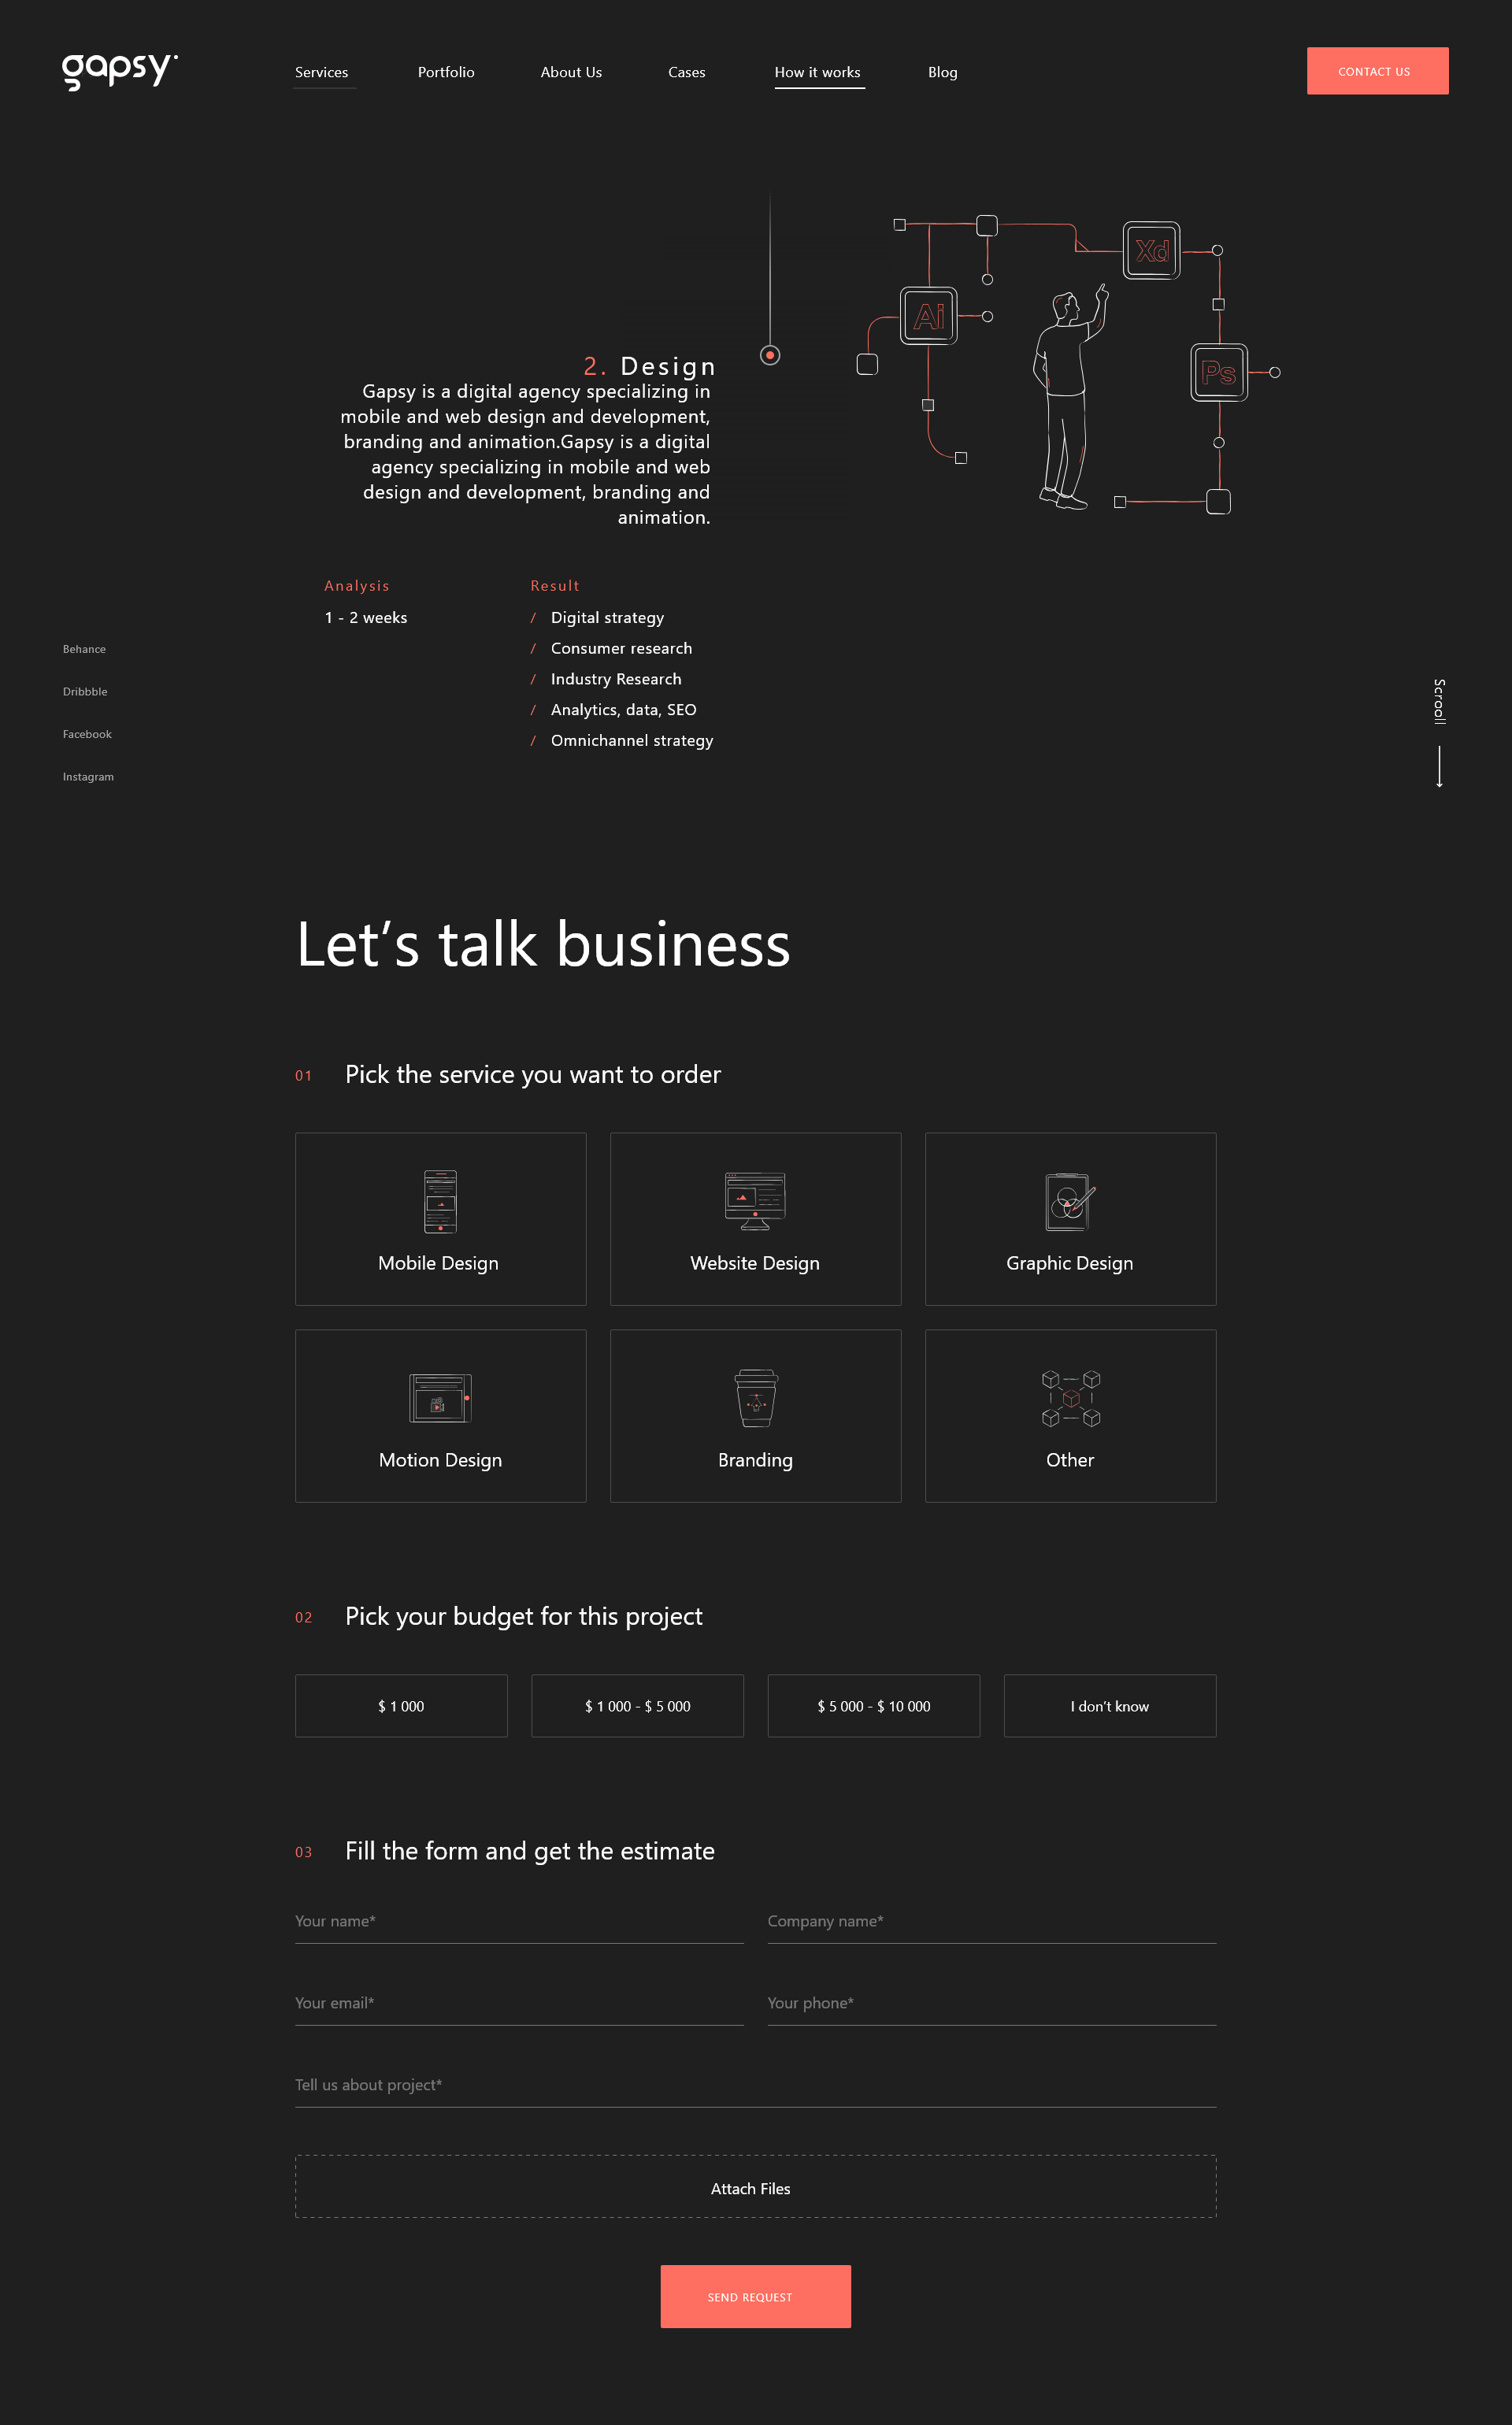 gapsy
Services
Portfolio
About Us
Cases
How it works
Blog
CONTACT US
Xd
Ai
Ps
2. Design
Gapsy is a digital agency specializing in
mobile and web design and development,
branding and animation.Gapsy is a digital
agency specializing in mobile and web
design and development, branding and
animation.
Analysis
1 - 2 weeks
Result
/ Digital strategy
/ Consumer research
/ Industry Research
/ Analytics, data, SEO
/ Omnichannel strategy
Behance
Dribbble
Facebook
Instagram
Scrooll
Let’s talk business
01 Pick the service you want to order
Mobile Design
Website Design
Graphic Design
Motion Design
Branding
Other
02 Pick your budget for this project
$ 1 000
$ 1 000 - $ 5 000
$ 5 000 - $ 10 000
I don’t know
03 Fill the form and get the estimate
Your name*
Company name*
Your email*
Your phone*
Tell us about project*
Attach Files
SEND REQUEST